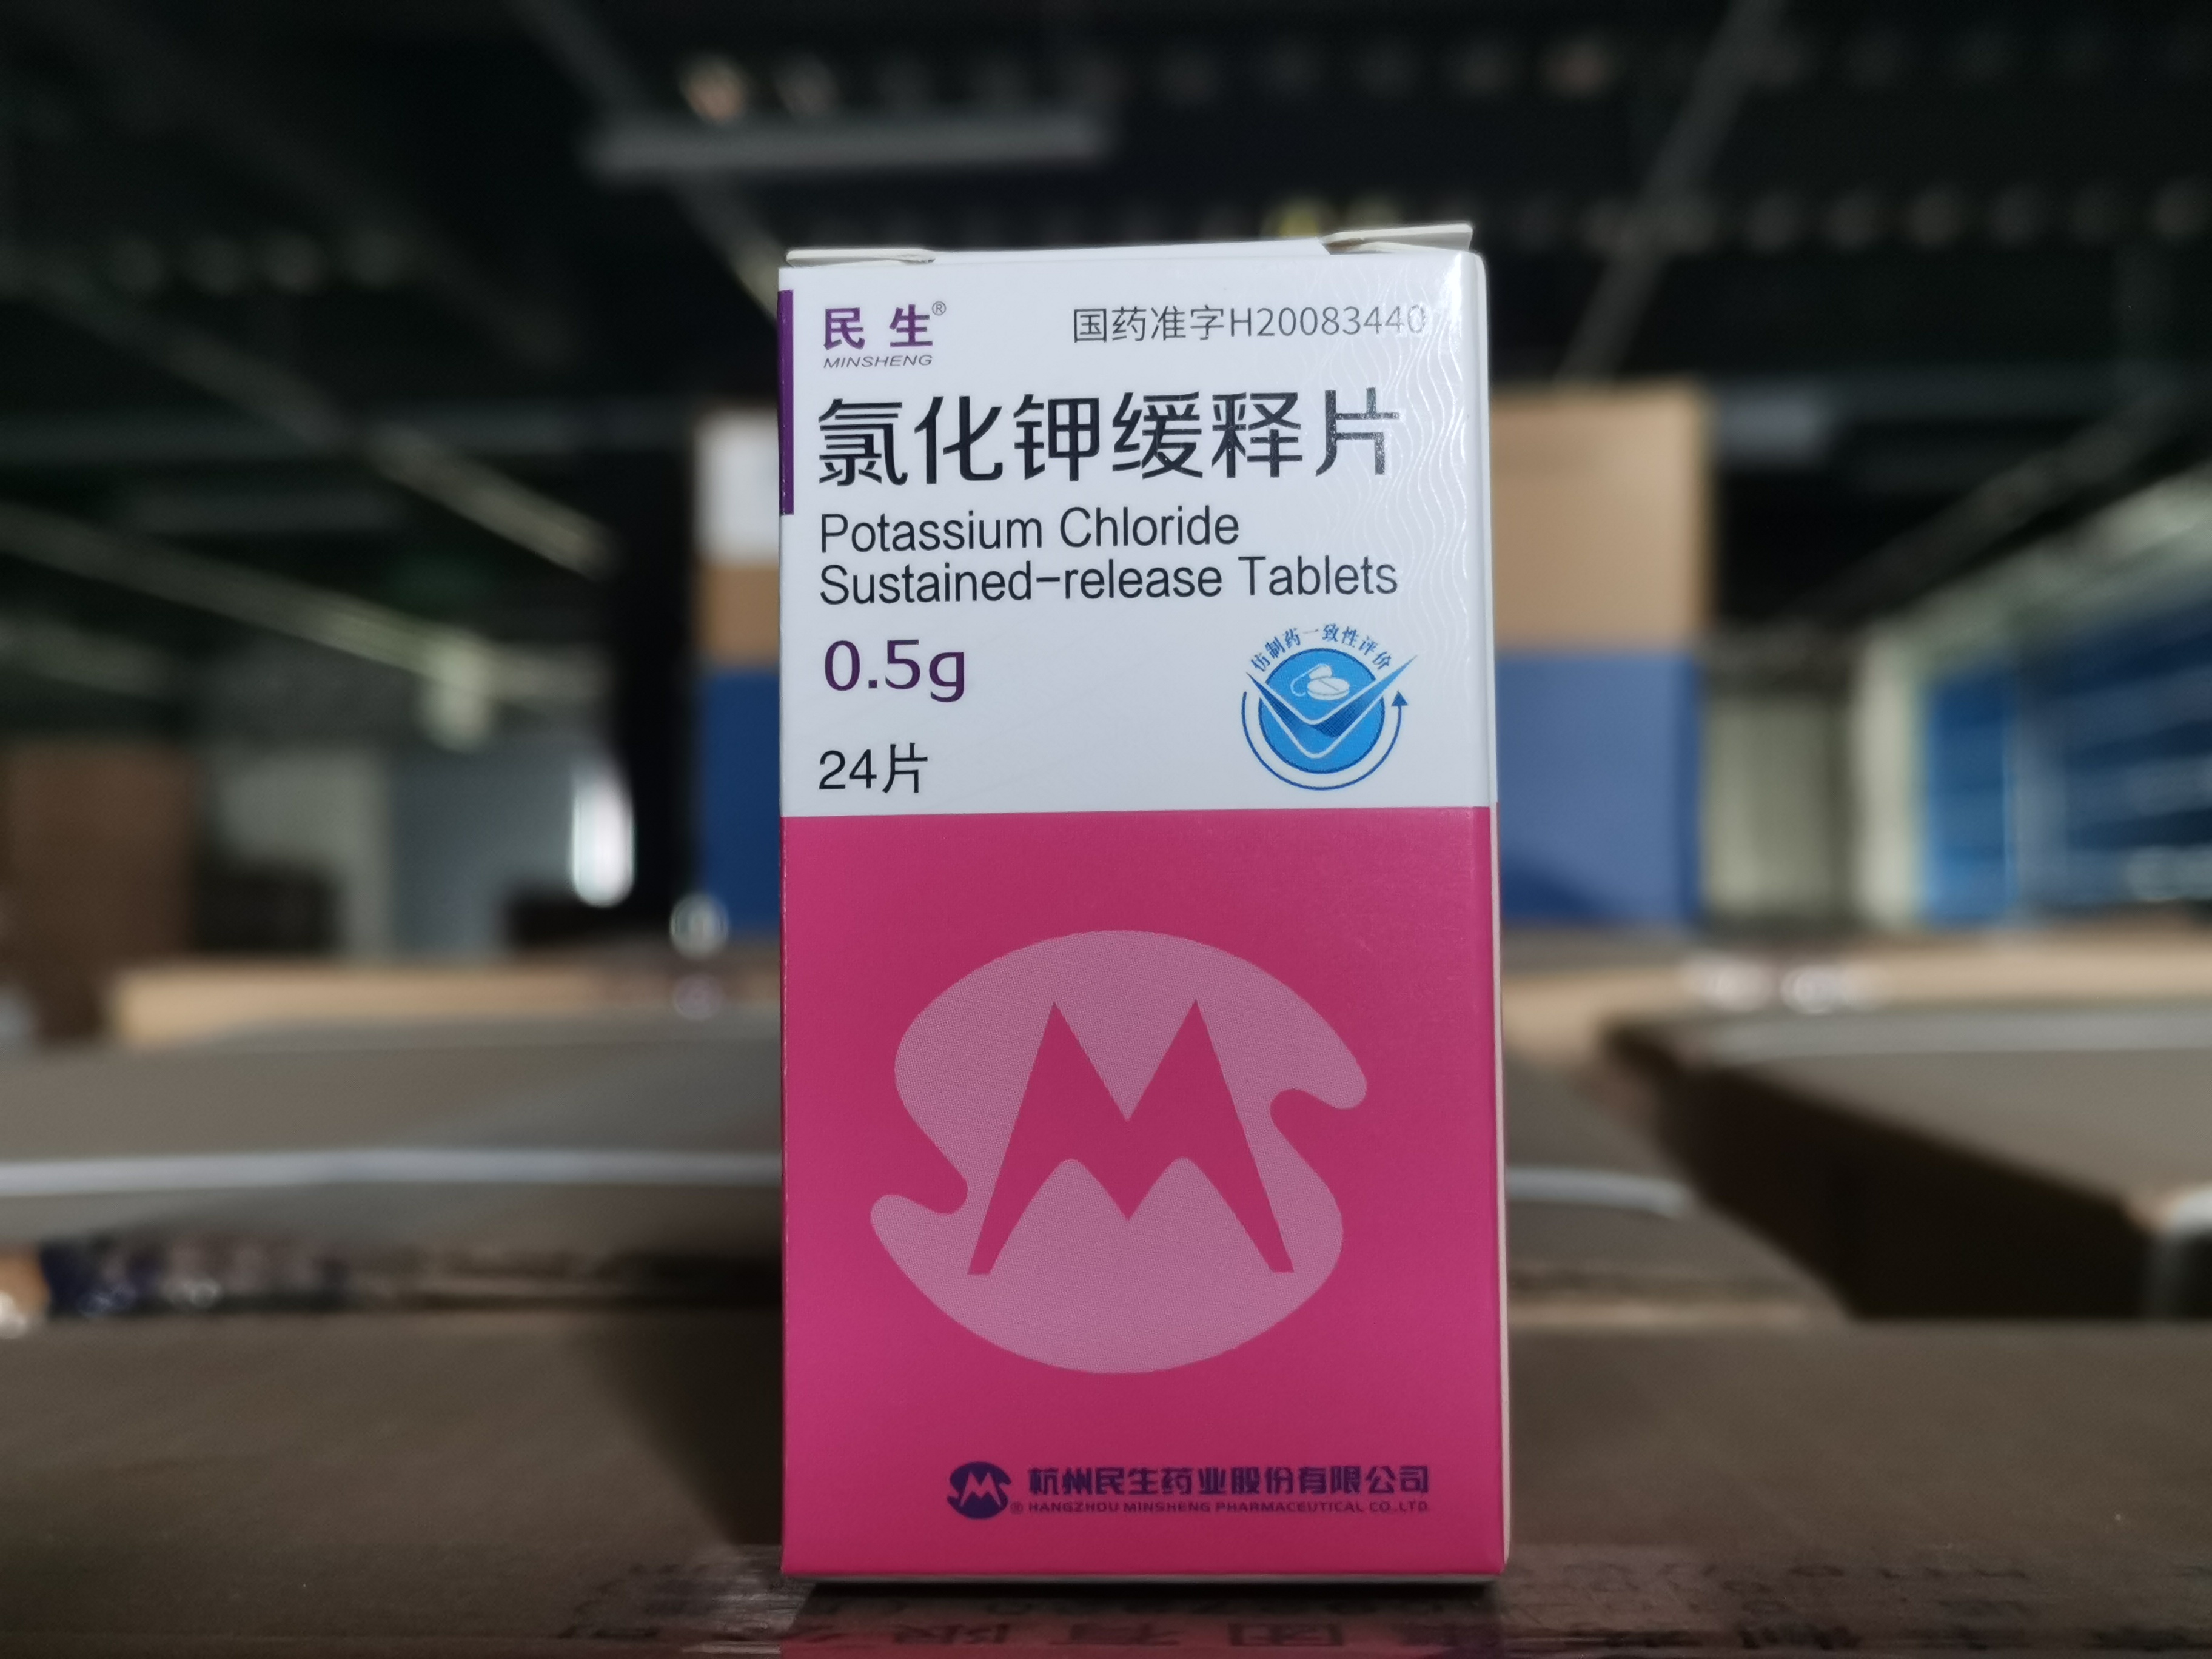 民生®
MINSHENG
国药准字H20083440
氯化钾缓释片
Potassium Chloride
Sustained-release Tablets
0.5g
仿制药一致性评价
24片
杭州民生药业股份有限公司
® HANGZHOU MINSHENG PHARMACEUTICAL CO.,LTD.